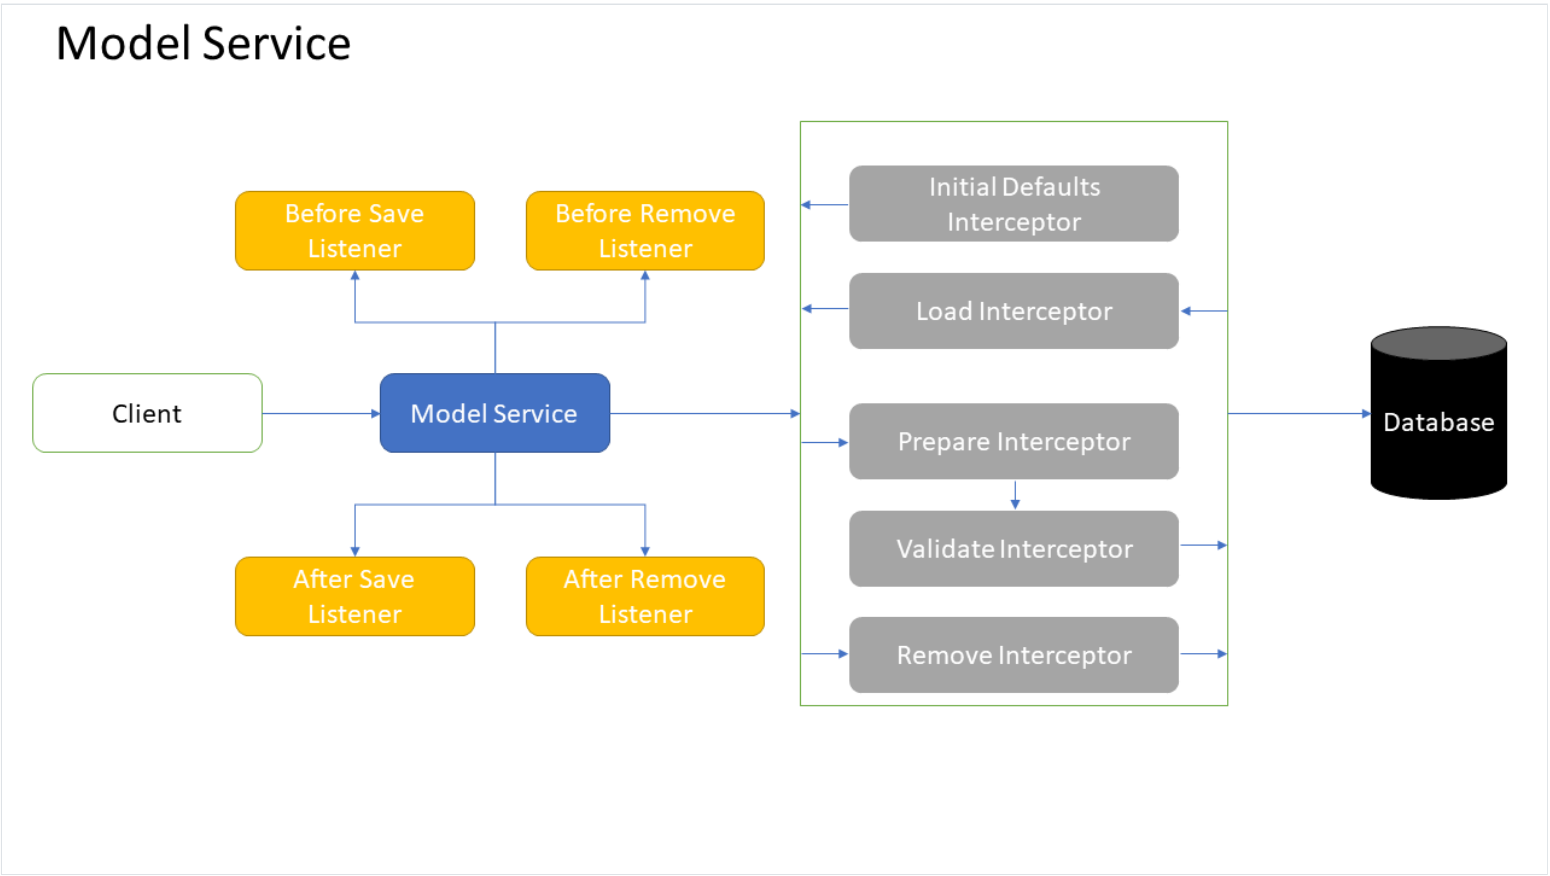 Model Service
Before Save
Listener
Before Remove
Listener
Client
Model Service
After Save
Listener
After Remove
Listener
Initial Defaults
Interceptor
Load Interceptor
Prepare Interceptor
Validate Interceptor
Remove Interceptor
Database